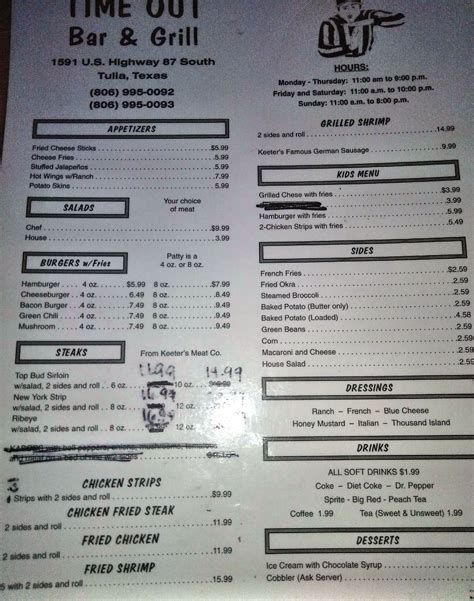 TIME OUT
Bar & Grill
1591 U.S. Highway 87 South
Tulia, Texas
(806) 995-0092
(806) 995-0093
APPETIZERS
Fried Cheese Sticks $5.99
Cheese Fries 5.99
Stuffed Jalapeños 5.99
Hot Wings w/Ranch 7.99
Potato Skins 5.99
SALADS
Your choice
of meat
Chef $9.99
House 3.99
BURGERS w/Fries
Patty is a
4 oz. or 8 oz.
Hamburger 4 oz. $5.99 8 oz. $7.99
Cheeseburger 4 oz. 6.49 8 oz. 8.49
Bacon Burger 4 oz. 7.49 8 oz. 9.49
Green Chili 4 oz. 7.49 8 oz. 9.49
Mushroom 4 oz. 7.49 8 oz. 9.49
STEAKS
From Keeter's Meat Co.
Top Bud Sirloin 11.99 14.99
w/salad, 2 sides and roll 6 oz. 10 oz.
New York Strip 16.99
w/salad, 2 sides and roll 12 oz.
Ribeye 16.99
w/salad, 2 sides and roll 12 oz.
CHICKEN STRIPS
3 Strips with 2 sides and roll $9.99
CHICKEN FRIED STEAK
2 sides and roll 11.99
FRIED CHICKEN
2 sides and roll 11.99
FRIED SHRIMP
5 with 2 sides and roll 15.99
HOURS:
Monday - Thursday: 11:00 am to 9:00 p.m.
Friday and Saturday: 11:00 a.m. to 10:00 p.m.
Sunday: 11:00 a.m. to 8:00 p.m.
GRILLED SHRIMP
2 sides and roll 14.99
Keeter's Famous German Sausage 9.99
KIDS MENU
Grilled Chese with fries $3.99
Hamburger with fries 5.99
2-Chicken Strips with fries 5.99
SIDES
French Fries $2.59
Fried Okra 2.59
Steamed Broccoli 2.59
Baked Potato (Butter only) 2.59
Baked Potato (Loaded) 4.58
Green Beans 2.59
Corn 2.59
Macaroni and Cheese 2.59
House Salad 2.59
DRESSINGS
Ranch – French – Blue Cheese
Honey Mustard – Italian – Thousand Island
DRINKS
ALL SOFT DRINKS $1.99
Coke – Diet Coke – Dr. Pepper
Sprite - Big Red - Peach Tea
Coffee 1.99 Tea (Sweet & Unsweet) 1.99
DESSERTS
Ice Cream with Chocolate Syrup
Cobbler (Ask Server)